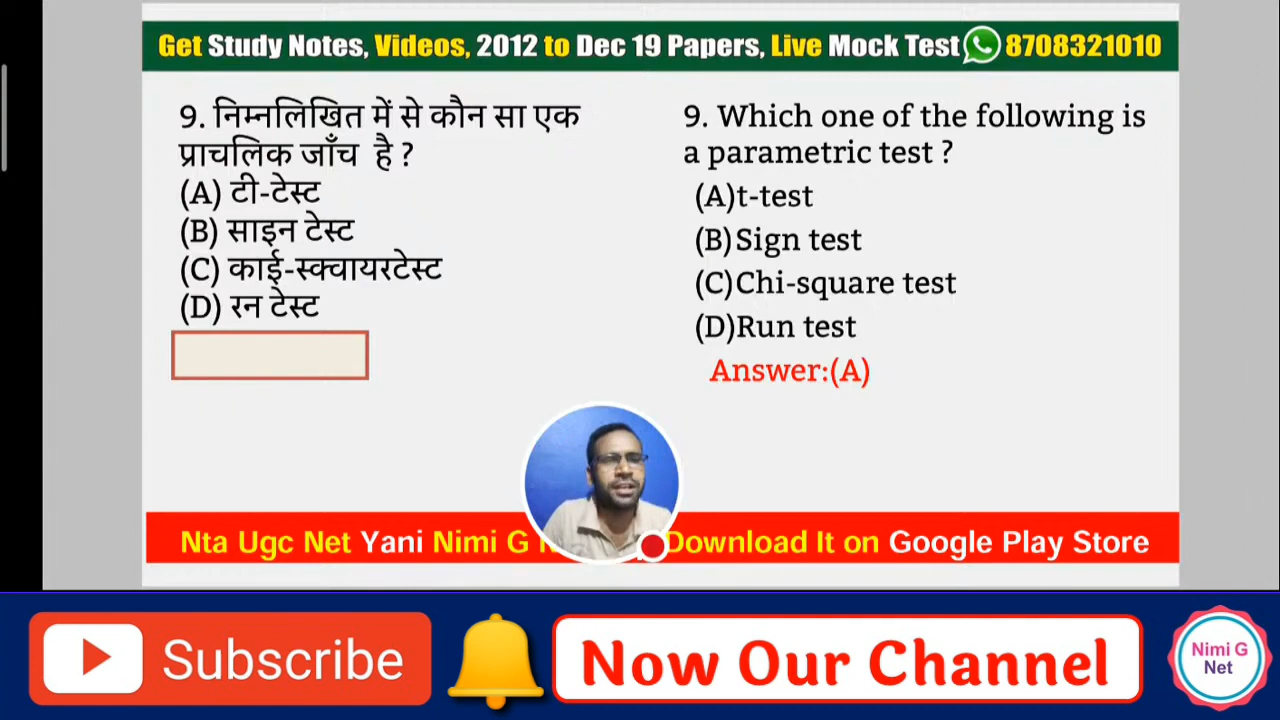 Get Study Notes, Videos, 2012 to Dec 19 Papers, Live Mock Test 8708321010
9. निम्नलिखित में से कौन सा एक
प्राचलिक जाँच है ?
(A) टी-टेस्ट
(B) साइन टेस्ट
(C) काई-स्क्वायरटेस्ट
(D) रन टेस्ट
9. Which one of the following is
a parametric test ?
(A)t-test
(B)Sign test
(C)Chi-square test
(D)Run test
Answer:(A)
Nta Ugc Net Yani Nimi G Download It on Google Play Store
Subscribe
Now Our Channel
Nimi G
Net